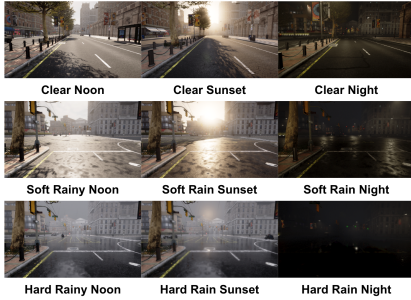 Clear Noon
Clear Sunset
Clear Night
Soft Rainy Noon
Soft Rain Sunset
Soft Rain Night
Hard Rainy Noon
Hard Rain Sunset
Hard Rain Night